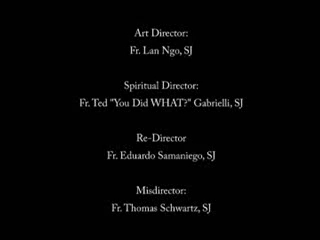 Art Director:
Fr. Lan Ngo, SJ
Spiritual Director:
Fr. Ted "You Did WHAT?" Gabrielli, SJ
Re-Director
Fr. Eduardo Samaniego, SJ
Misdirector:
Fr. Thomas Schwartz, SJ